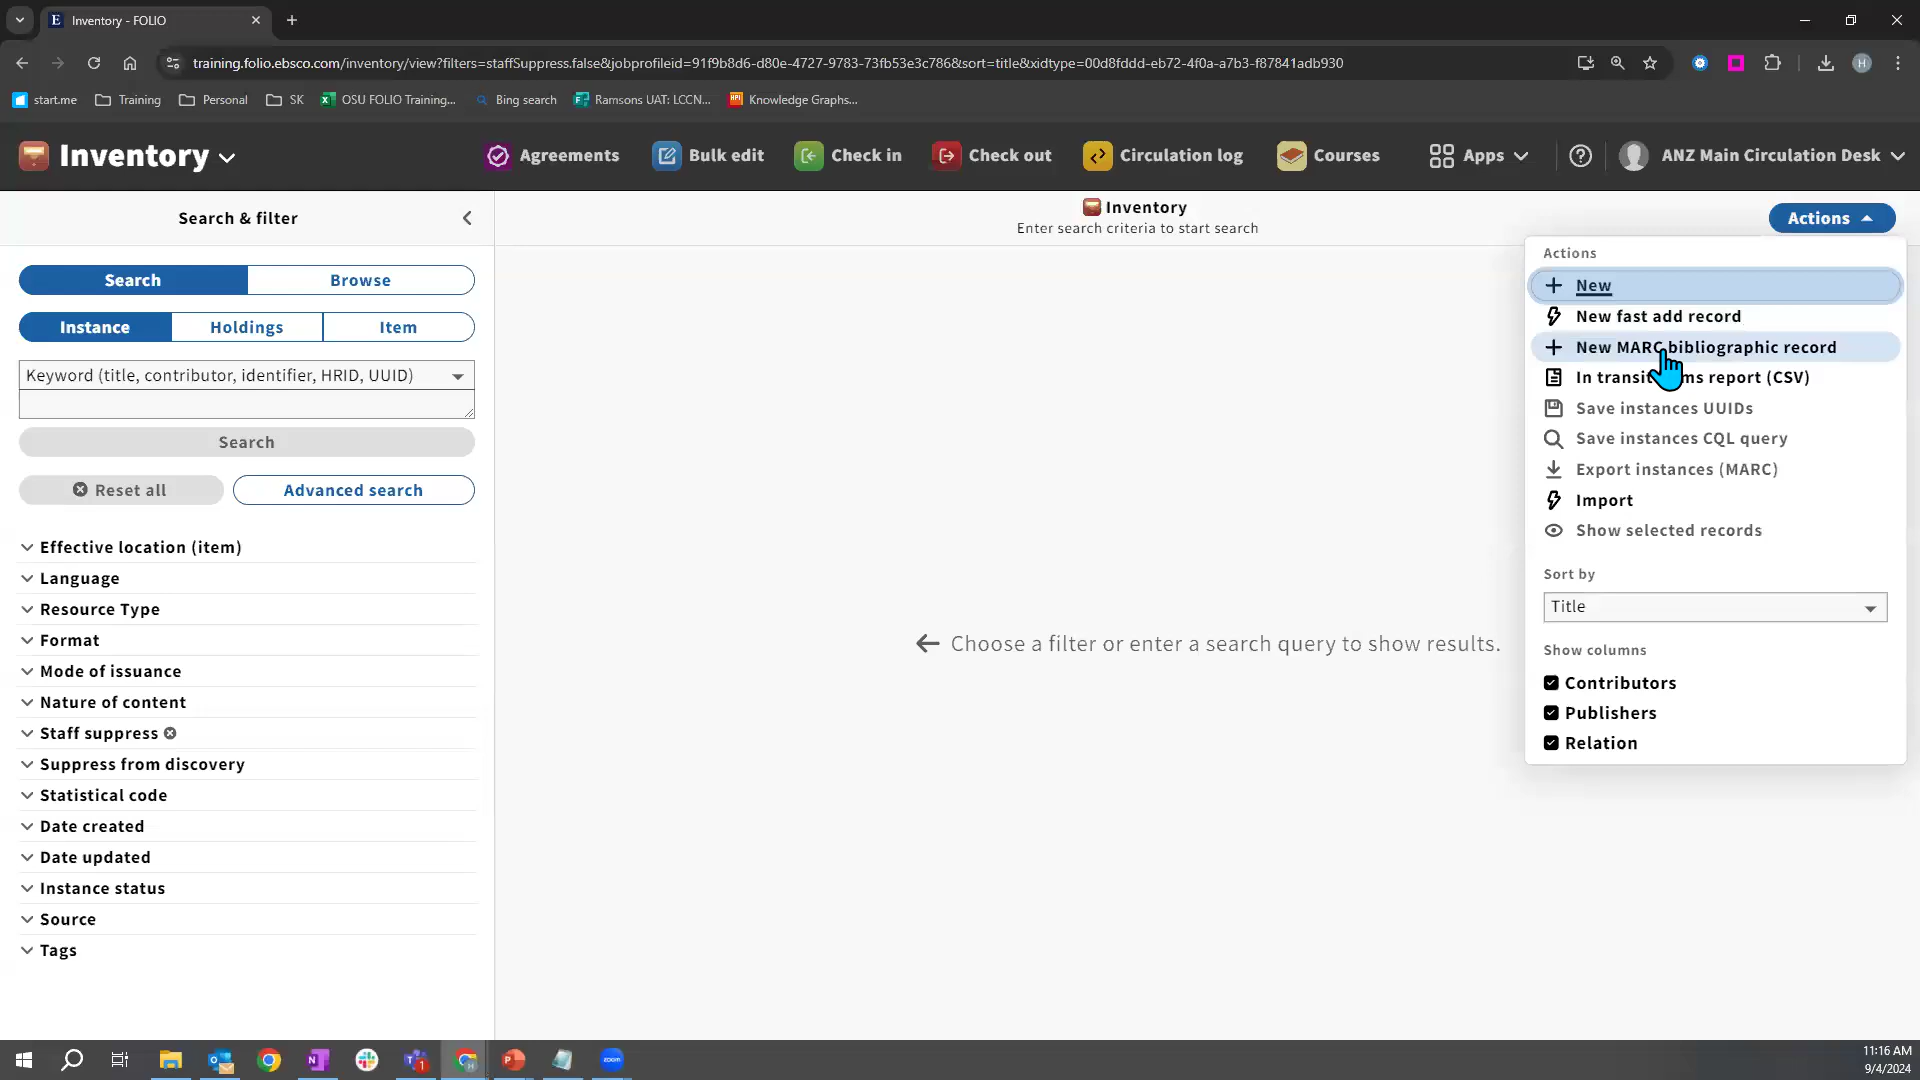 Inventory - FOLIO
training.folio.ebsco.com/inventory/view?filters=staffSuppress.false&jobprofileid=91f9b8d6-d80e-4727-9783-73fb53e3c786&sort=title&xidtype=00d8fddd-eb72-4f0a-a7b3-f87841adb930
start.me
Training
Personal
SK
OSU FOLIO Training...
Bing search
Ramsons UAT: LCCN...
Knowledge Graphs...
Inventory
Agreements
Bulk edit
Check in
Check out
Circulation log
Courses
Apps
ANZ Main Circulation Desk
Search & filter
Inventory
Enter search criteria to start search
Actions
Search
Browse
Instance
Holdings
Item
Keyword (title, contributor, identifier, HRID, UUID)
Search
Reset all
Advanced search
Effective location (item)
Language
Resource Type
Format
Mode of issuance
Nature of content
Staff suppress
Suppress from discovery
Statistical code
Date created
Date updated
Instance status
Source
Tags
Choose a filter or enter a search query to show results.
Actions
New
New fast add record
New MARC bibliographic record
In transit items report (CSV)
Save instances UUIDs
Save instances CQL query
Export instances (MARC)
Import
Show selected records
Sort by
Title
Show columns
Contributors
Publishers
Relation
11:16 AM
9/4/2024